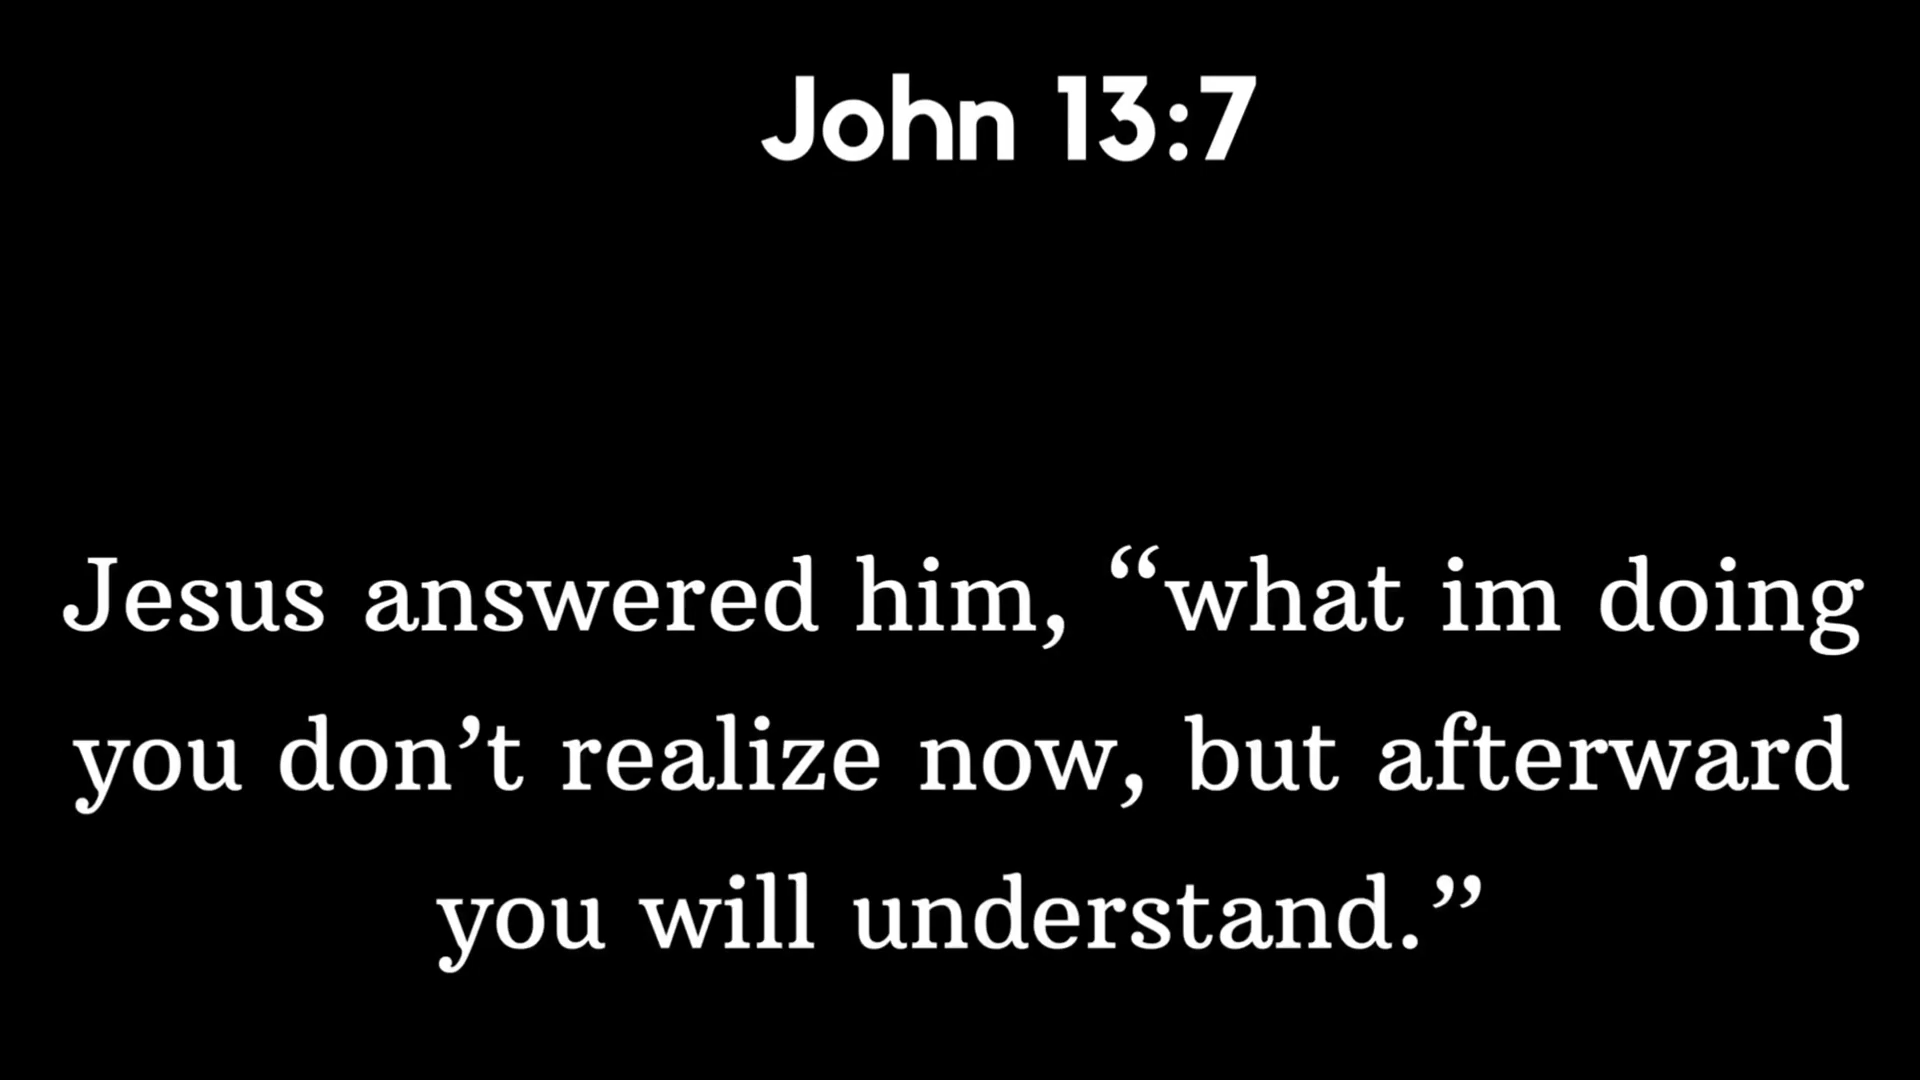 John 13:7
Jesus answered him, “what im doing
you don’t realize now, but afterward
you will understand.”